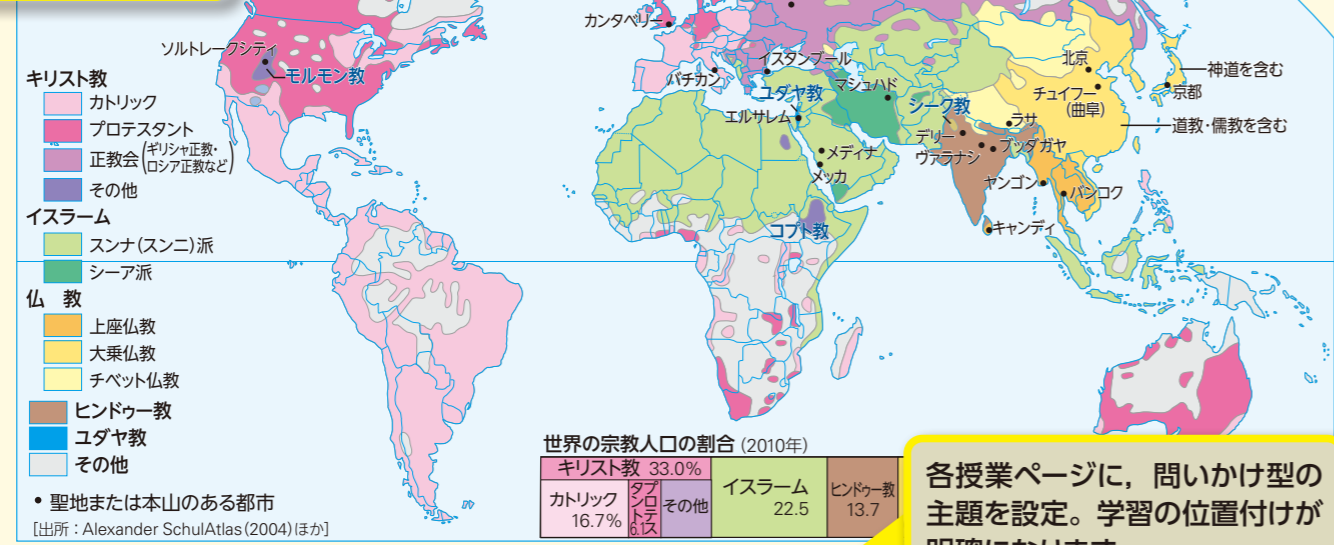 カンタベリー
ソルトレークシティ
モルモン教
バチカン
イスタンブール
ユダヤ教
エルサレム
マシュハド
シーク教
デリー
ヴァラナシ
ブッダガヤ
ラサ
北京
チュイフー
(曲阜)
神道を含む
京都
道教・儒教を含む
メディナ
メッカ
ヤンゴン
バンコク
キャンディ
コプト教
キリスト教
カトリック
プロテスタント
正教会(ギリシャ正教・
ロシア正教など)
その他
イスラーム
スンナ(スンニ)派
シーア派
仏 教
上座仏教
大乗仏教
チベット仏教
ヒンドゥー教
ユダヤ教
その他
• 聖地または本山のある都市
[出所:Alexander SchulAtlas(2004)ほか]
世界の宗教人口の割合(2010年)
キリスト教 33.0%
カトリック
16.7%
プロテスタント
6.1
その他
イスラーム
22.5
ヒンドゥー教
13.7
各授業ページに,問いかけ型の
主題を設定。学習の位置付けが
明確になります